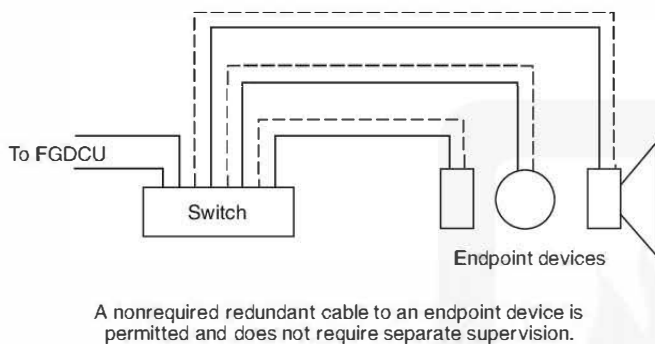 To FGDCU
Switch
Endpoint devices
A nonrequired redundant cable to an endpoint device is
permitted and does not require separate supervision.